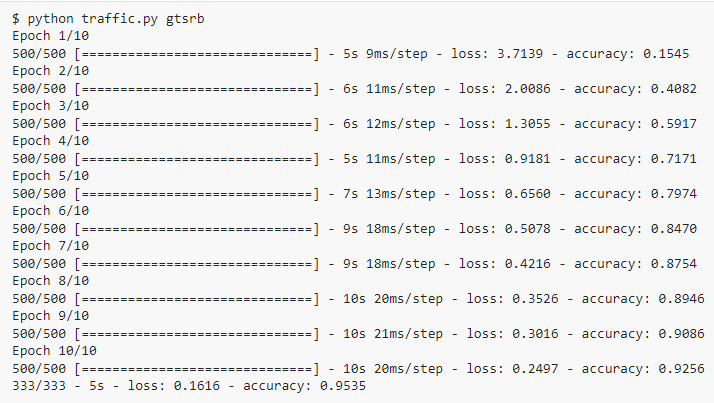 $ python traffic.py gtsrb
Epoch 1/10
500/500 [==============================] - 5s 9ms/step - loss: 3.7139 - accuracy: 0.1545
Epoch 2/10
500/500 [==============================] - 6s 11ms/step - loss: 2.0086 - accuracy: 0.4082
Epoch 3/10
500/500 [==============================] - 6s 12ms/step - loss: 1.3055 - accuracy: 0.5917
Epoch 4/10
500/500 [==============================] - 5s 11ms/step - loss: 0.9181 - accuracy: 0.7171
Epoch 5/10
500/500 [==============================] - 7s 13ms/step - loss: 0.6560 - accuracy: 0.7974
Epoch 6/10
500/500 [==============================] - 9s 18ms/step - loss: 0.5078 - accuracy: 0.8470
Epoch 7/10
500/500 [==============================] - 9s 18ms/step - loss: 0.4216 - accuracy: 0.8754
Epoch 8/10
500/500 [==============================] - 10s 20ms/step - loss: 0.3526 - accuracy: 0.8946
Epoch 9/10
500/500 [==============================] - 10s 21ms/step - loss: 0.3016 - accuracy: 0.9086
Epoch 10/10
500/500 [==============================] - 10s 20ms/step - loss: 0.2497 - accuracy: 0.9256
333/333 - 5s - loss: 0.1616 - accuracy: 0.9535